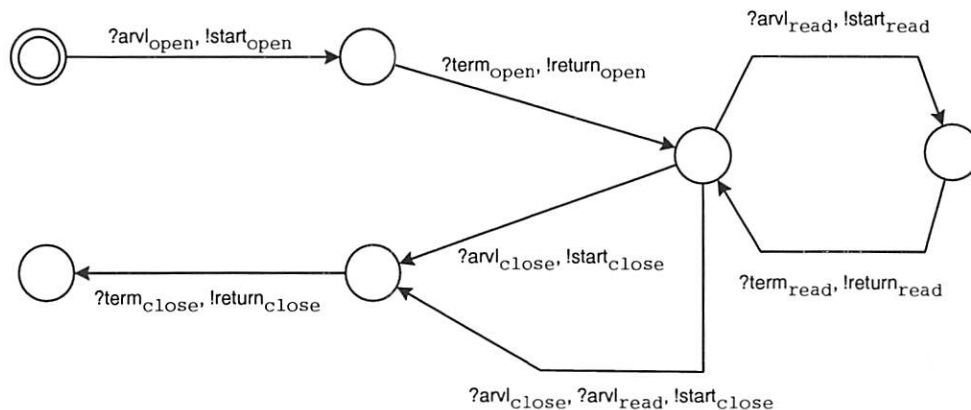 ?arvl_open, !start_open
?arvl_read, !start_read
?term_open, !return_open
?arvl_close, !start_close
?term_read, !return_read
?term_close, !return_close
?arvl_close, ?arvl_read, !start_close